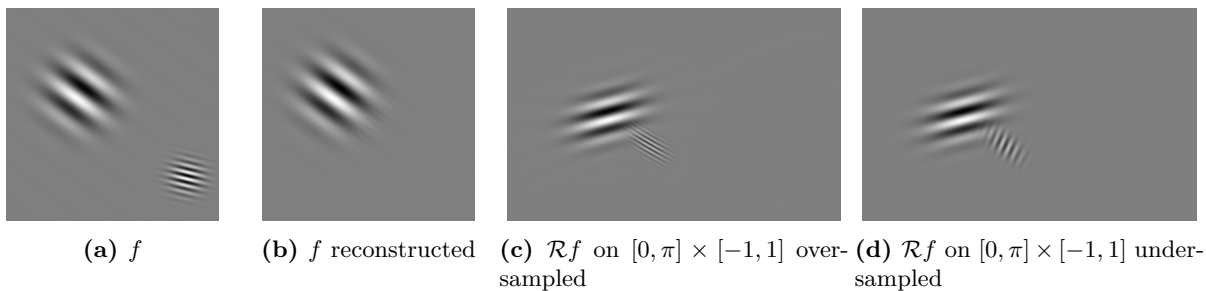 (a) f
(b) f reconstructed
(c) Rf on [0, π] × [−1, 1] over-
sampled
(d) Rf on [0, π] × [−1, 1] under-
sampled